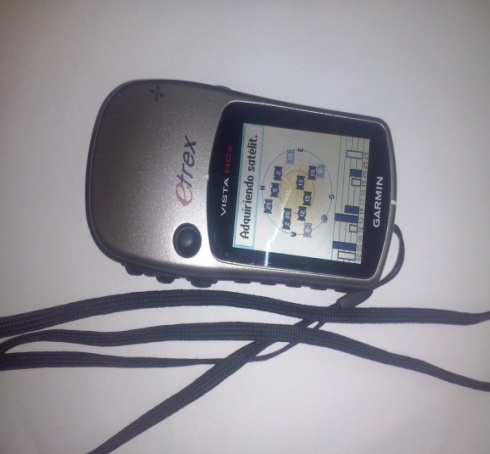 etrex
VISTA HCx
Adquiriendo satélit.
N
E
GARMIN